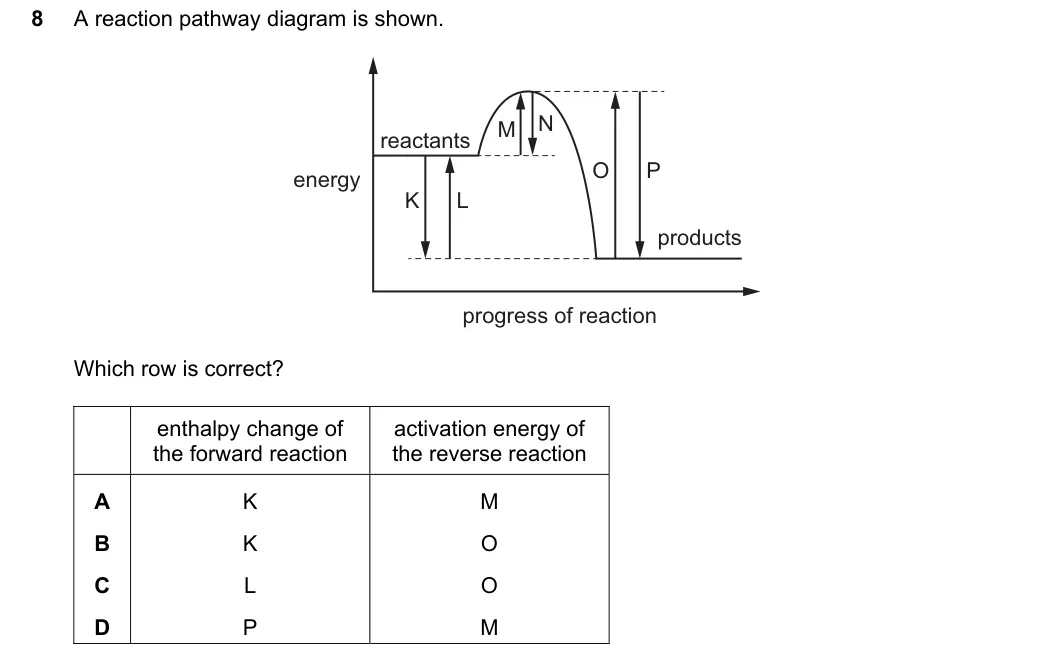 8 A reaction pathway diagram is shown.
reactants
M
N
energy
K
L
O
P
products
progress of reaction
Which row is correct?
enthalpy change of
the forward reaction
activation energy of
the reverse reaction
A K M
B K O
C L O
D P M